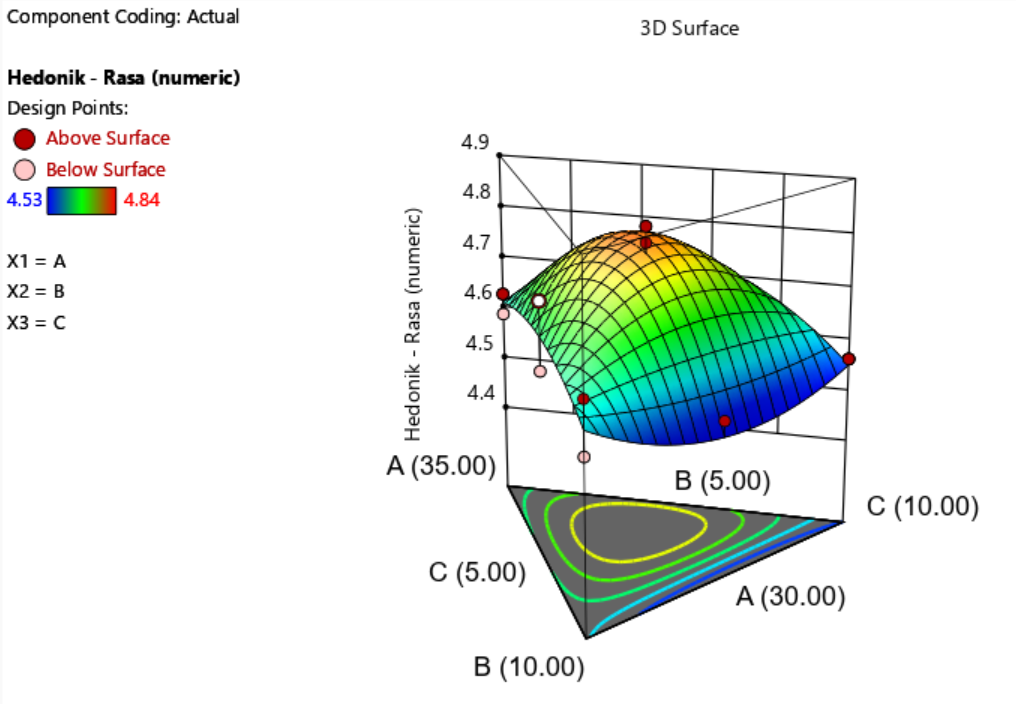 Component Coding: Actual
3D Surface
Hedonik - Rasa (numeric)
Design Points:
Above Surface
Below Surface
4.53 4.84
X1 = A
X2 = B
X3 = C
4.9
4.8
4.7
4.6
4.5
4.4
Hedonik - Rasa (numeric)
A (35.00)
B (5.00)
C (10.00)
C (5.00)
A (30.00)
B (10.00)